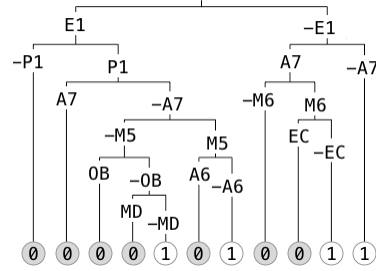 E1 −E1
−P1 P1 A7 −A7
A7 −A7 −M6 M6
−M5 M5 EC −EC
OB −OB A6 −A6
MD −MD
0 0 0 0 1 0 1 0 0 1 1